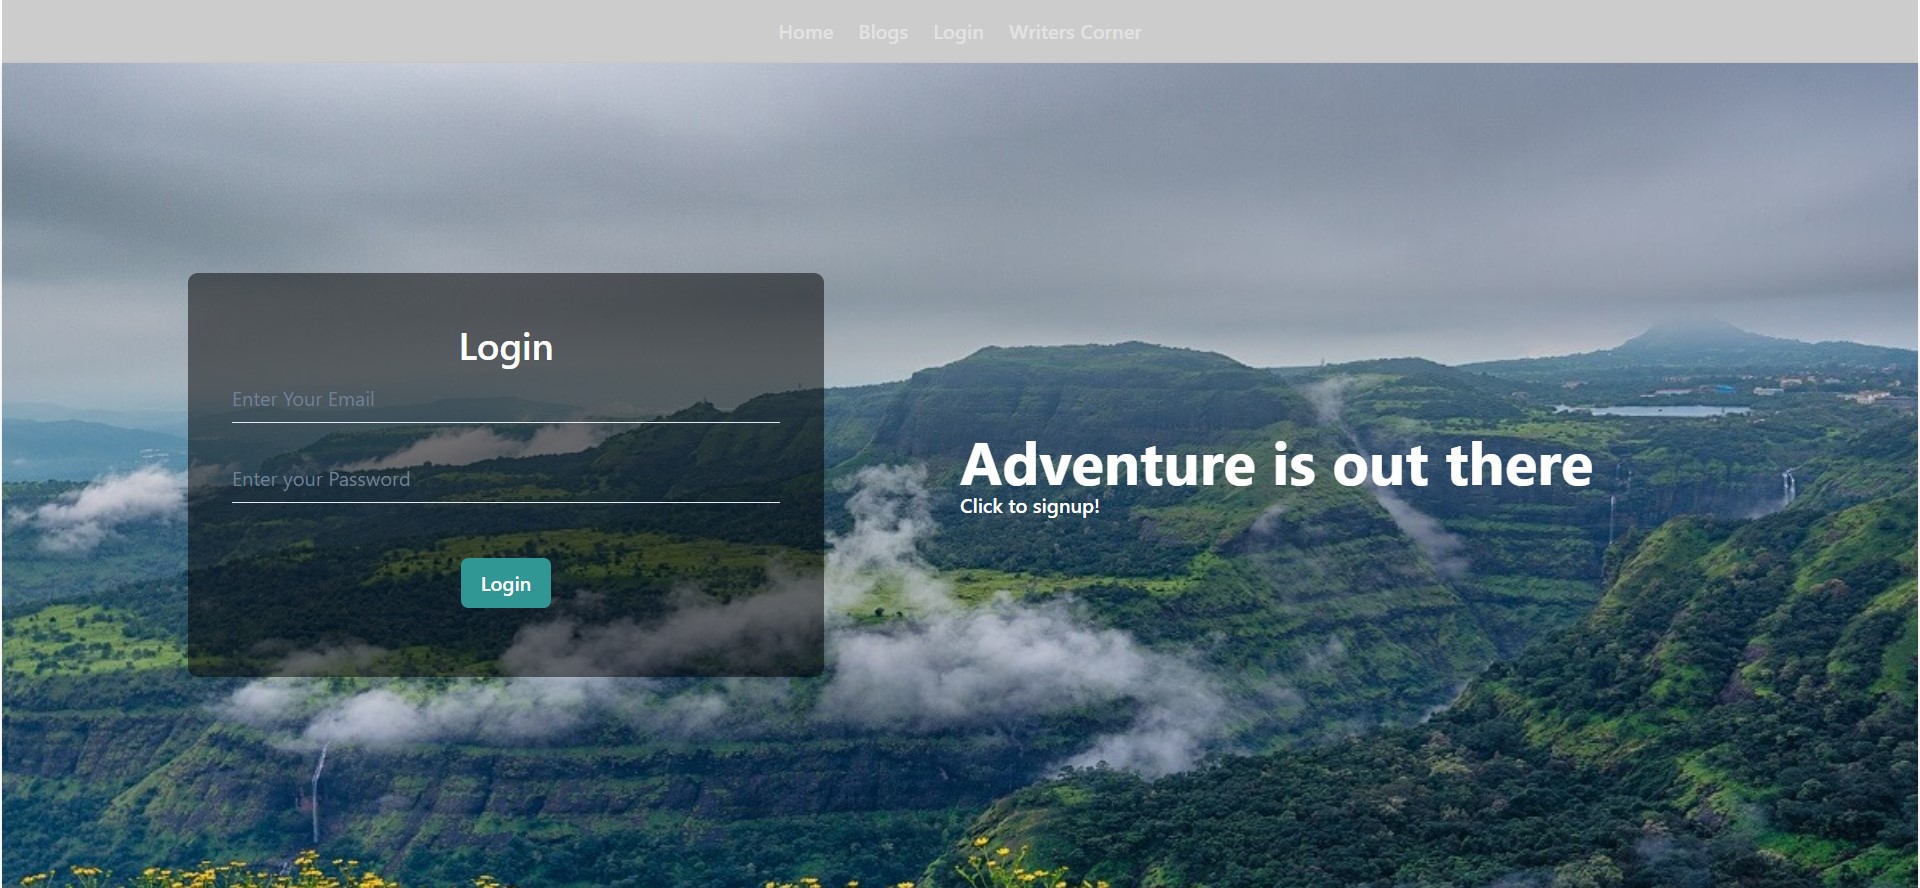 Home Blogs Login Writers Corner
Login
Enter Your Email
Enter your Password
Login
Adventure is out there
Click to signup!